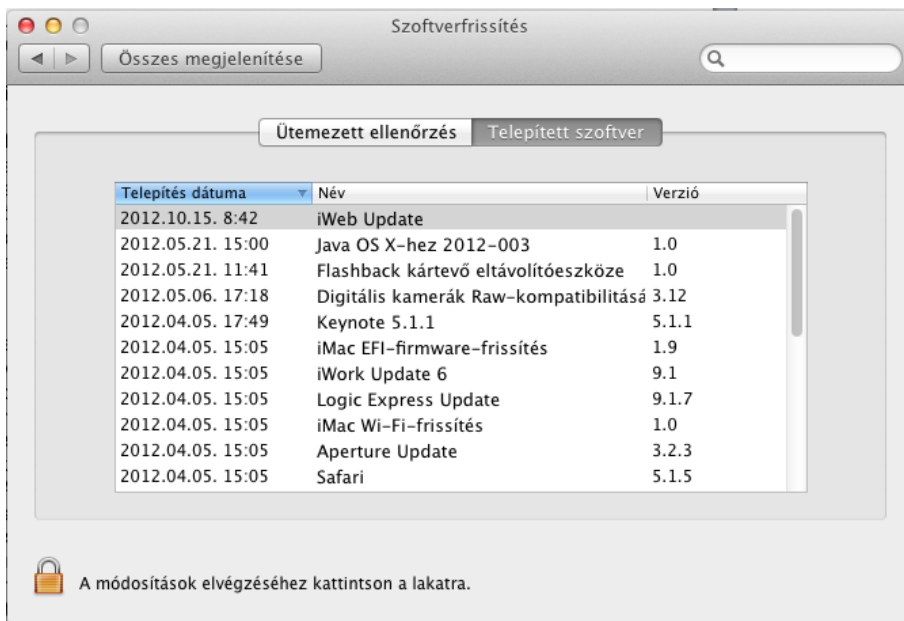 Szoftverfrissítés
Összes megjelenítése
Ütemezett ellenőrzés Telepített szoftver
Telepítés dátuma Név Verzió
2012.10.15. 8:42 iWeb Update
2012.05.21. 15:00 Java OS X-hez 2012-003 1.0
2012.05.21. 11:41 Flashback kártevő eltávolítóeszköze 1.0
2012.05.06. 17:18 Digitális kamerák Raw-kompatibilitásá 3.12
2012.04.05. 17:49 Keynote 5.1.1 5.1.1
2012.04.05. 15:05 iMac EFI-firmware-frissítés 1.9
2012.04.05. 15:05 iWork Update 6 9.1
2012.04.05. 15:05 Logic Express Update 9.1.7
2012.04.05. 15:05 iMac Wi-Fi-frissítés 1.0
2012.04.05. 15:05 Aperture Update 3.2.3
2012.04.05. 15:05 Safari 5.1.5
A módosítások elvégzéséhez kattintson a lakatra.